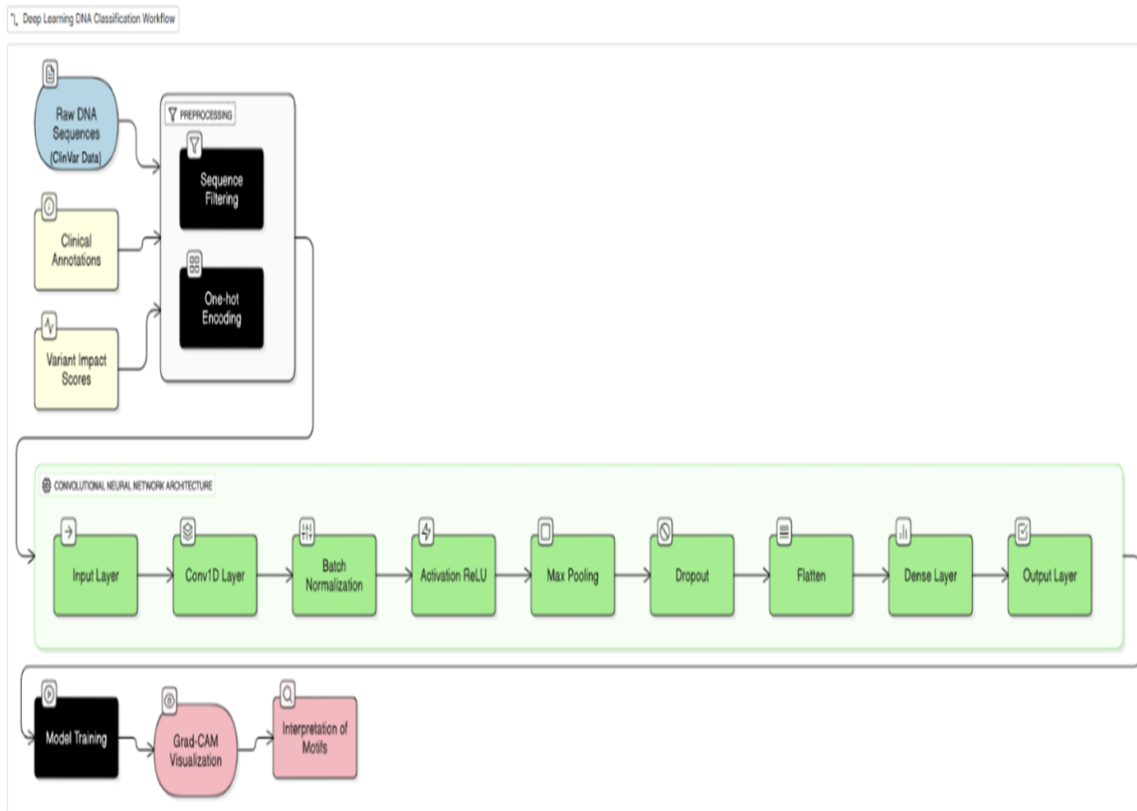 Deep Learning DNA Classification Workflow
Raw DNA
Sequences
(ClinVar Data)
PREPROCESSING
Sequence
Filtering
Clinical
Annotations
One-hot
Encoding
Variant Impact
Scores
CONVOLUTIONAL NEURAL NETWORK ARCHITECTURE
Input Layer
Conv1D Layer
Batch
Normalization
Activation ReLU
Max Pooling
Dropout
Flatten
Dense Layer
Output Layer
Model Training
Grad-CAM
Visualization
Interpretation of
Motifs